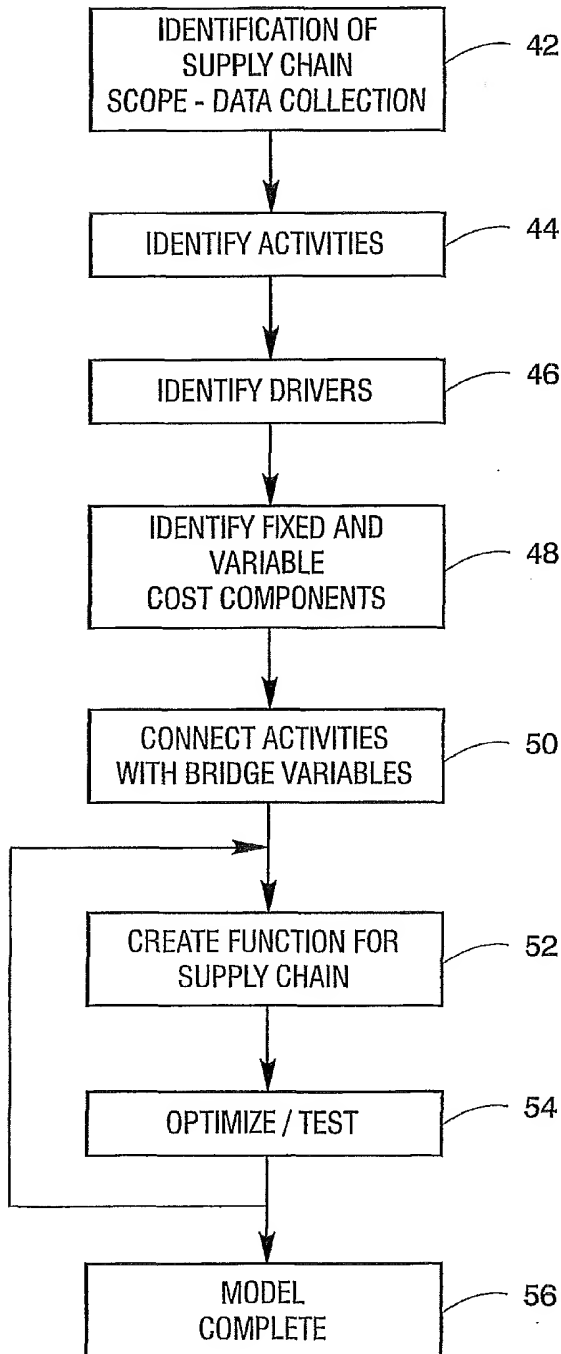 IDENTIFICATION OF
SUPPLY CHAIN
SCOPE - DATA COLLECTION
42
IDENTIFY ACTIVITIES
44
IDENTIFY DRIVERS
46
IDENTIFY FIXED AND
VARIABLE
COST COMPONENTS
48
CONNECT ACTIVITIES
WITH BRIDGE VARIABLES
50
CREATE FUNCTION FOR
SUPPLY CHAIN
52
OPTIMIZE / TEST
54
MODEL
COMPLETE
56